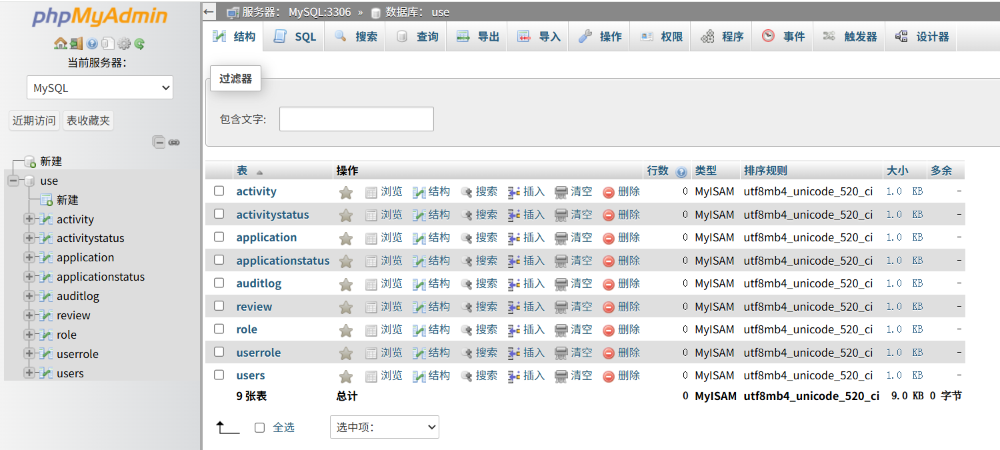 phpMyAdmin
当前服务器：
MySQL
近期访问 表收藏夹
新建
use
新建
activity
activitystatus
application
applicationstatus
auditlog
review
role
userrole
users
服务器： MySQL:3306 » 数据库： use
结构 SQL 搜索 查询 导出 导入 操作 权限 程序 事件 触发器 设计器
过滤器
包含文字:
表 操作 行数 类型 排序规则 大小 多余
activity 浏览 结构 搜索 插入 清空 删除 0 MyISAM utf8mb4_unicode_520_ci 1.0 KB -
activitystatus 浏览 结构 搜索 插入 清空 删除 0 MyISAM utf8mb4_unicode_520_ci 1.0 KB -
application 浏览 结构 搜索 插入 清空 删除 0 MyISAM utf8mb4_unicode_520_ci 1.0 KB -
applicationstatus 浏览 结构 搜索 插入 清空 删除 0 MyISAM utf8mb4_unicode_520_ci 1.0 KB -
auditlog 浏览 结构 搜索 插入 清空 删除 0 MyISAM utf8mb4_unicode_520_ci 1.0 KB -
review 浏览 结构 搜索 插入 清空 删除 0 MyISAM utf8mb4_unicode_520_ci 1.0 KB -
role 浏览 结构 搜索 插入 清空 删除 0 MyISAM utf8mb4_unicode_520_ci 1.0 KB -
userrole 浏览 结构 搜索 插入 清空 删除 0 MyISAM utf8mb4_unicode_520_ci 1.0 KB -
users 浏览 结构 搜索 插入 清空 删除 0 MyISAM utf8mb4_unicode_520_ci 1.0 KB -
9 张表 总计 0 MyISAM utf8mb4_unicode_520_ci 9.0 KB 0 字节
全选 选中项：